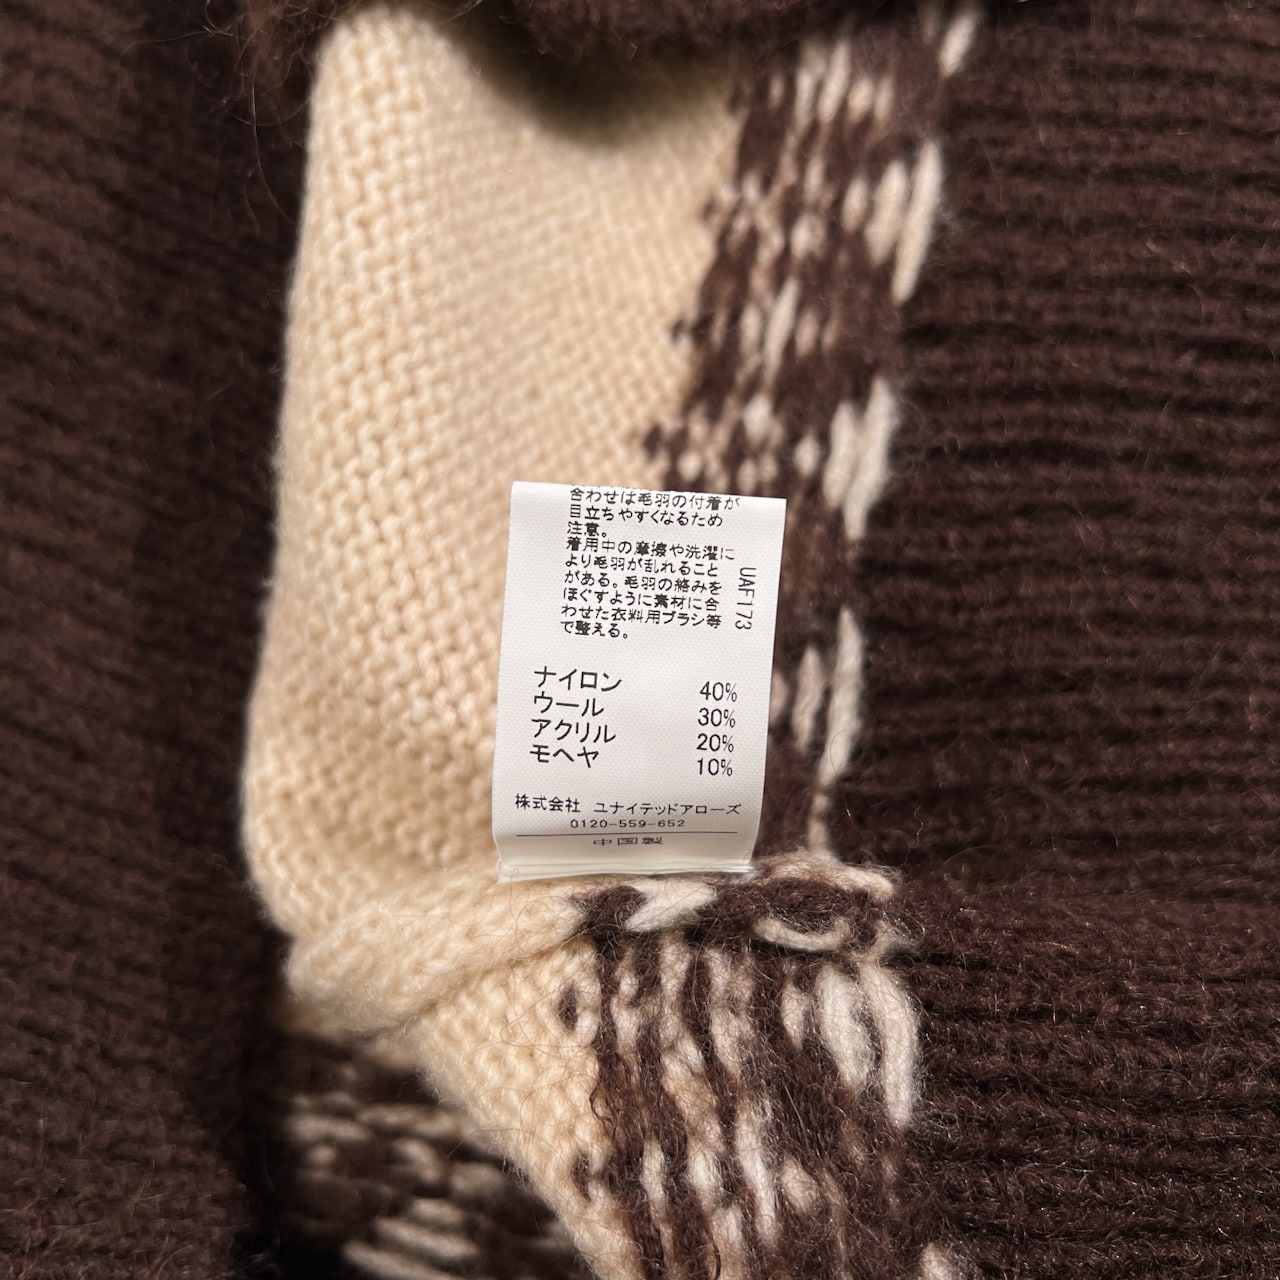 合わせは毛羽の付着が
目立ちやすくなるため
注意。
着用中の摩擦や洗濯に
より毛羽が乱れること
がある。毛羽の絡みを
ほぐすように素材に合
わせた衣料用ブラシ等
で整える。
UAF173
ナイロン 40%
ウール 30%
アクリル 20%
モヘヤ 10%
株式会社 ユナイテッドアローズ
0120-559-652
中国製